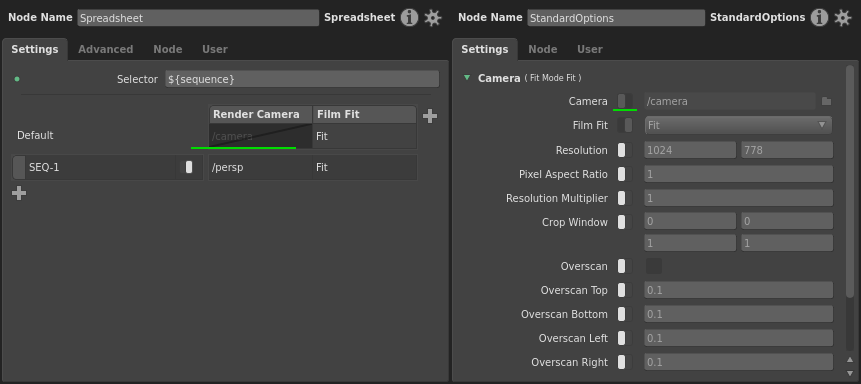 Node Name Spreadsheet Spreadsheet
Settings Advanced Node User
Selector ${sequence}
Render Camera Film Fit
Default /camera Fit
SEQ-1 /persp Fit
Node Name StandardOptions StandardOptions
Settings Node User
Camera ( Fit Mode Fit )
Camera /camera
Film Fit Fit
Resolution 1024 778
Pixel Aspect Ratio 1
Resolution Multiplier 1
Crop Window 0 0
1 1
Overscan
Overscan Top 0.1
Overscan Bottom 0.1
Overscan Left 0.1
Overscan Right 0.1